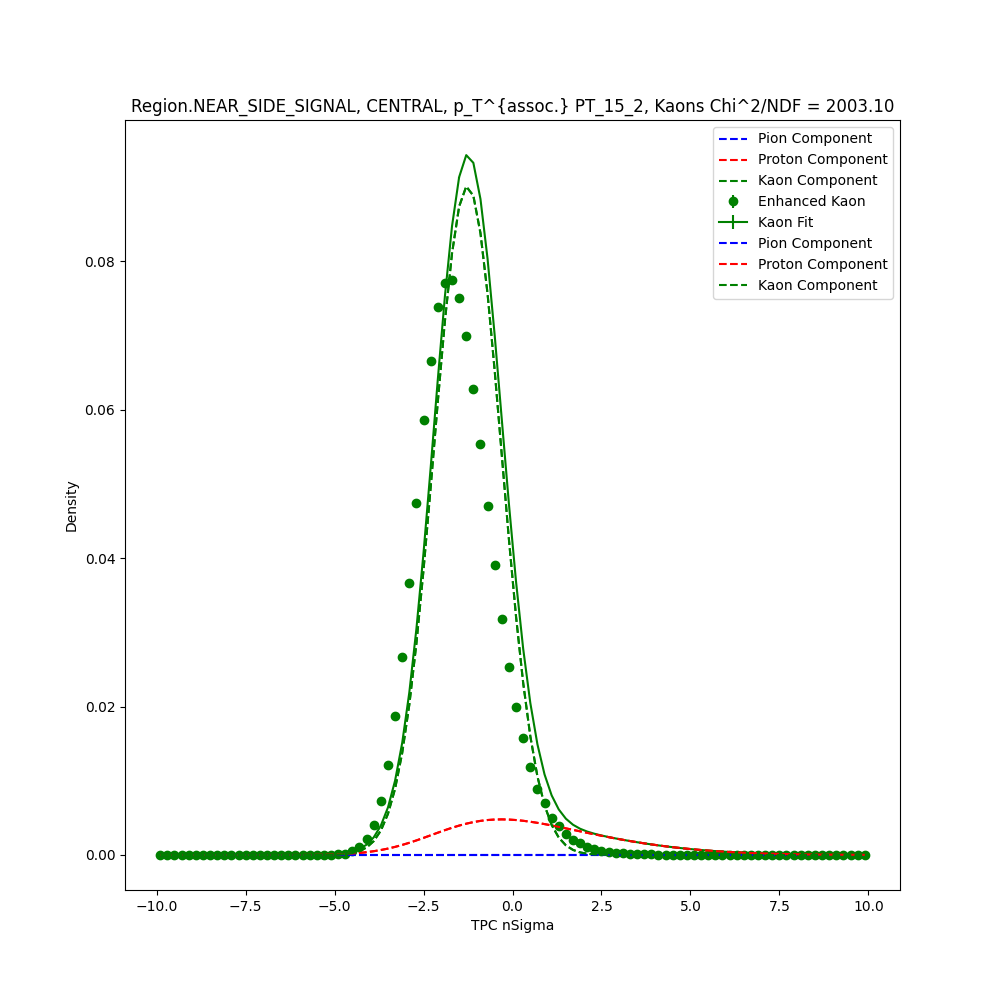 Region.NEAR_SIDE_SIGNAL, CENTRAL, p_T^{assoc.} PT_15_2, Kaons Chi^2/NDF = 2003.10
Pion Component
Proton Component
Kaon Component
Enhanced Kaon
Kaon Fit
Pion Component
Proton Component
Kaon Component
0.08
0.06
0.04
0.02
0.00
Density
−10.0 −7.5 −5.0 −2.5 0.0 2.5 5.0 7.5 10.0
TPC nSigma